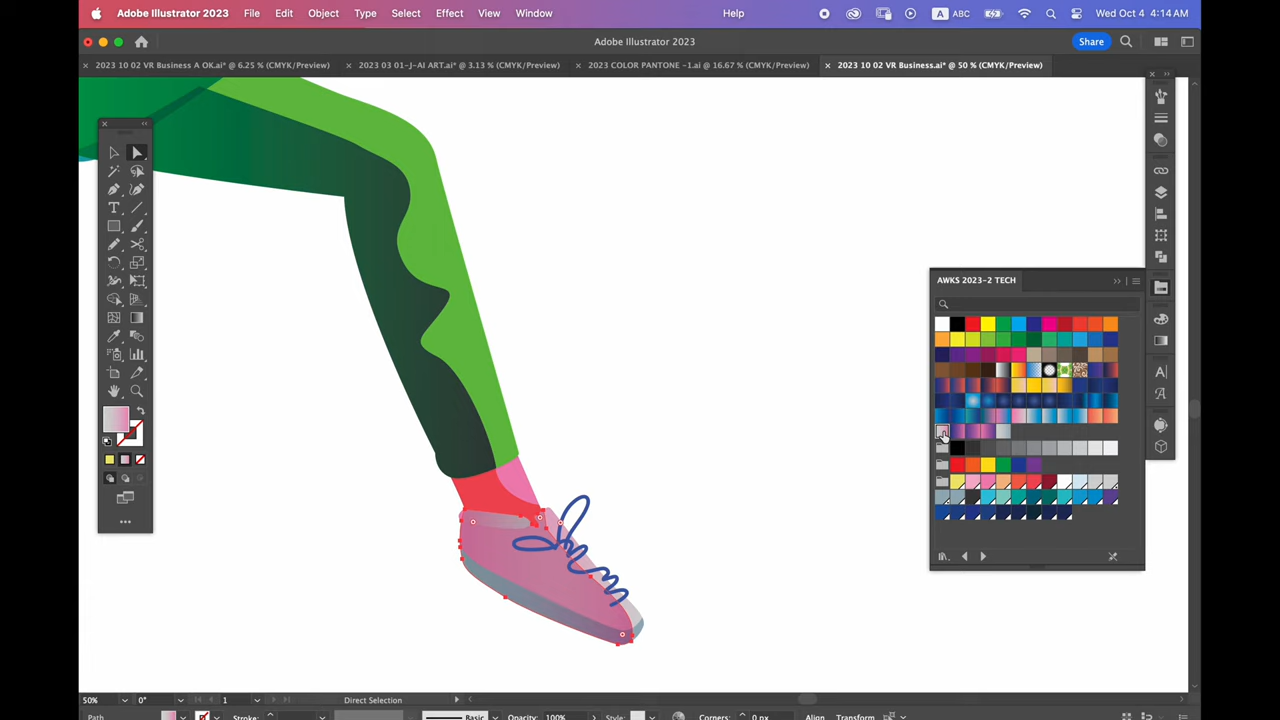 Adobe Illustrator 2023 File Edit Object Type Select Effect View Window Help A ABC Wed Oct 4 4:14 AM
Adobe Illustrator 2023 Share
× 2023 10 02 VR Business A OK.ai* @ 6.25 % (CMYK/Preview) × 2023 03 01-J-AI ART.ai* @ 3.13 % (CMYK/Preview) × 2023 COLOR PANTONE -1.ai @ 16.67 % (CMYK/Preview) × 2023 10 02 VR Business.ai* @ 50 % (CMYK/Preview)
AWKS 2023-2 TECH
50% 0° 1 Direct Selection
Path Stroke: Basic Opacity: 100% Style: Corners: 0 px Align Transform